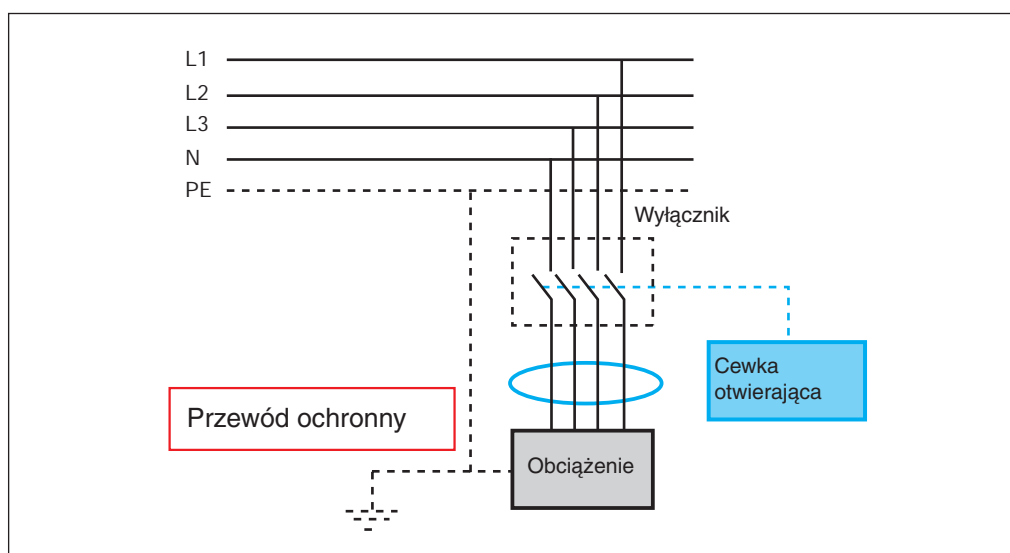 L1
L2
L3
N
PE
Wyłącznik
Cewka
otwierająca
Przewód ochronny
Obciążenie